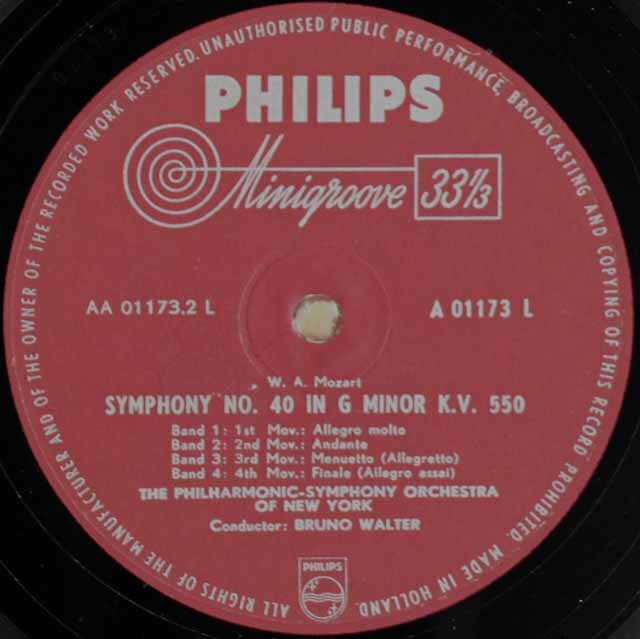 ALL RIGHTS OF THE MANUFACTURER AND OF THE OWNER OF THE RECORDED WORK RESERVED. UNAUTHORISED PUBLIC PERFORMANCE, BROADCASTING AND COPYING OF THIS RECORD PROHIBITED. MADE IN HOLLAND.
PHILIPS
Minigroove 33⅓
AA 01173.2 L
A 01173 L
W. A. Mozart
SYMPHONY NO. 40 IN G MINOR K.V. 550
Band 1: 1st Mov.: Allegro molto
Band 2: 2nd Mov.: Andante
Band 3: 3rd Mov.: Menuetto (Allegretto)
Band 4: 4th Mov.: Finale (Allegro assai)
THE PHILHARMONIC-SYMPHONY ORCHESTRA
OF NEW YORK
Conductor: BRUNO WALTER
PHILIPS